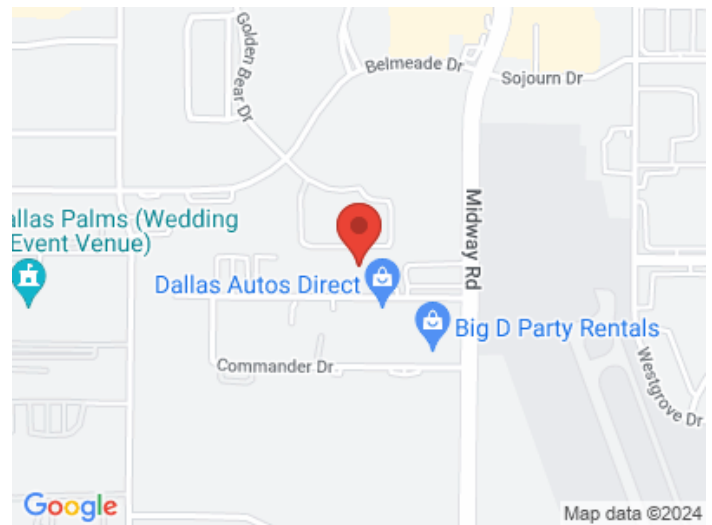 Golden Bear Dr
Belmeade Dr
Sojourn Dr
allas Palms (Wedding
Event Venue)
Midway Rd
Dallas Autos Direct
Big D Party Rentals
Commander Dr
Westgrove Dr
Google
Map data ©2024